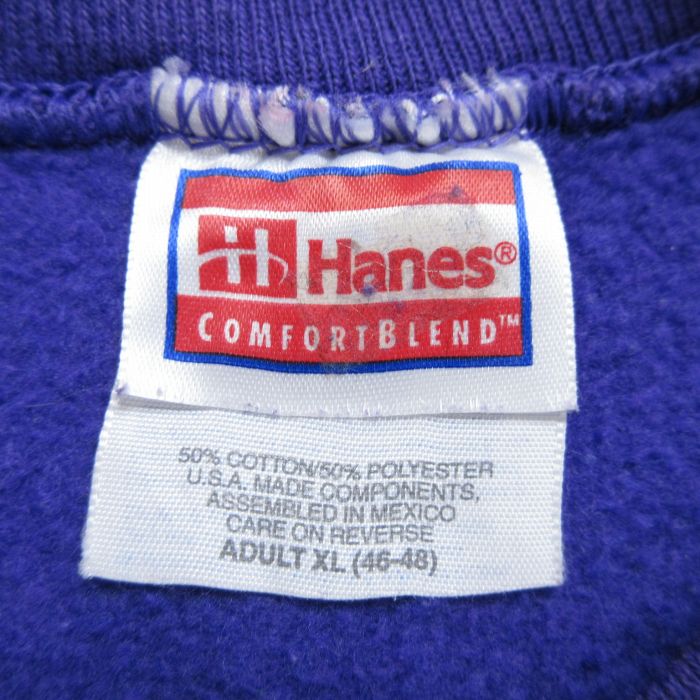 H Hanes®
COMFORTBLEND™
50% COTTON/50% POLYESTER
U.S.A. MADE COMPONENTS,
ASSEMBLED IN MEXICO
CARE ON REVERSE
ADULT XL (46-48)